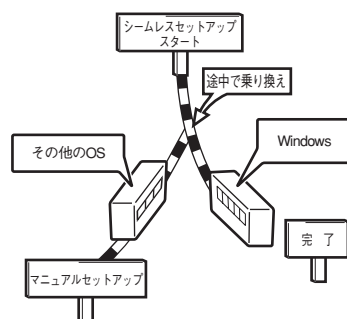 シームレスセットアップ
スタート
途中で乗り換え
その他のOS
Windows
完 了
マニュアルセットアップ